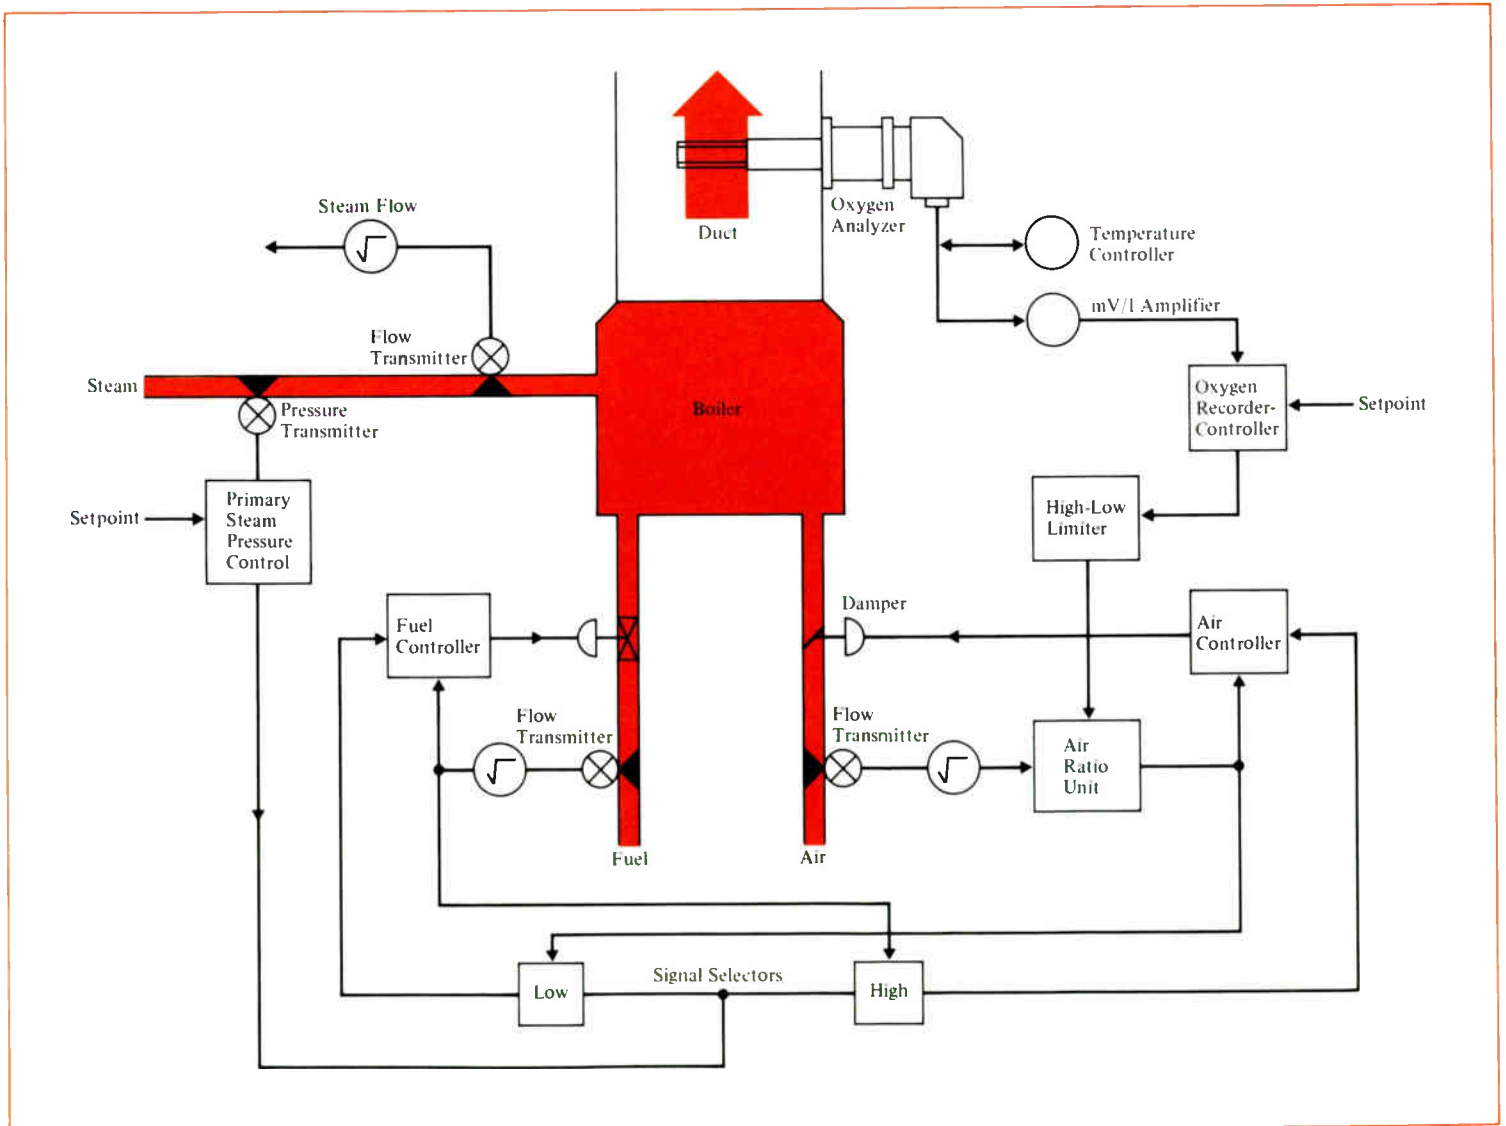 Steam Flow
√
Duct
Oxygen
Analyzer
Temperature
Controller
mV/I Amplifier
Flow
Transmitter
Steam
Pressure
Transmitter
Boiler
Oxygen
Recorder-
Controller
Setpoint
Setpoint
Primary
Steam
Pressure
Control
High-Low
Limiter
Fuel
Controller
Damper
Air
Controller
Flow
Transmitter
√
Flow
Transmitter
√
Air
Ratio
Unit
Fuel
Air
Low
Signal Selectors
High